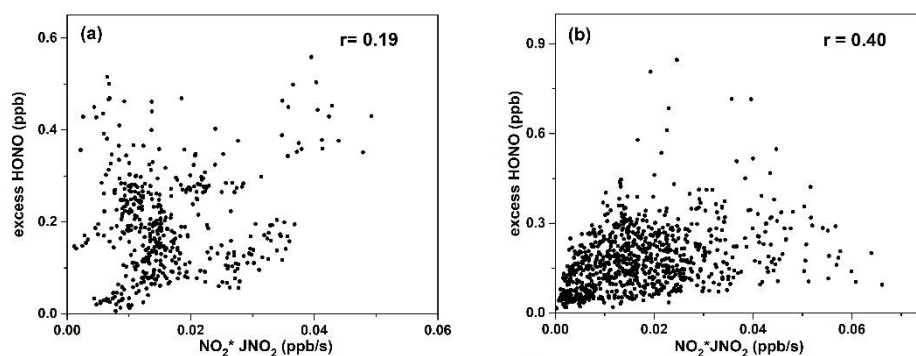 (a)
r= 0.19
0.6
0.4
0.2
0.0
excess HONO (ppb)
0.00
0.02
0.04
0.06
NO₂* JNO₂ (ppb/s)
(b)
r = 0.40
0.9
0.6
0.3
0.0
excess HONO (ppb)
0.00
0.02
0.04
0.06
NO₂*JNO₂ (ppb/s)